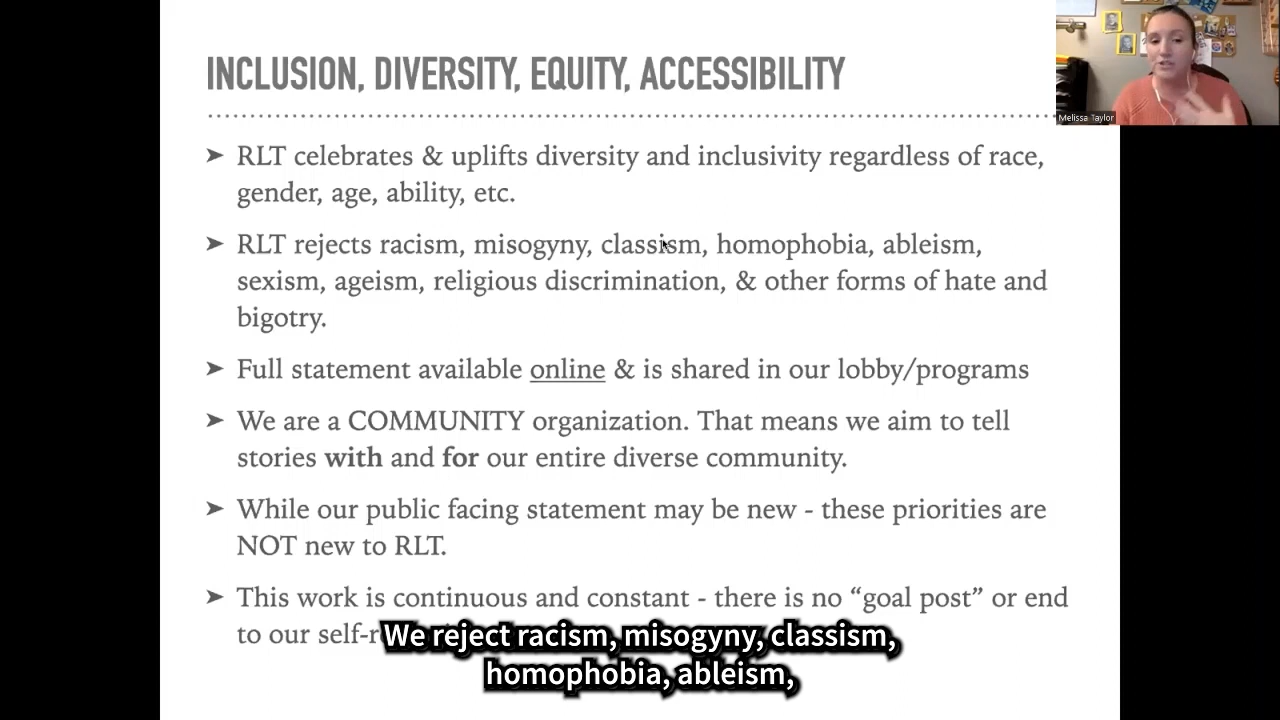 INCLUSION, DIVERSITY, EQUITY, ACCESSIBILITY
Melissa Taylor
➤ RLT celebrates & uplifts diversity and inclusivity regardless of race,
gender, age, ability, etc.
➤ RLT rejects racism, misogyny, classism, homophobia, ableism,
sexism, ageism, religious discrimination, & other forms of hate and
bigotry.
➤ Full statement available online & is shared in our lobby/programs
➤ We are a COMMUNITY organization. That means we aim to tell
stories with and for our entire diverse community.
➤ While our public facing statement may be new - these priorities are
NOT new to RLT.
➤ This work is continuous and constant - there is no “goal post” or end
to our
We reject racism, misogyny, classism,
homophobia, ableism,